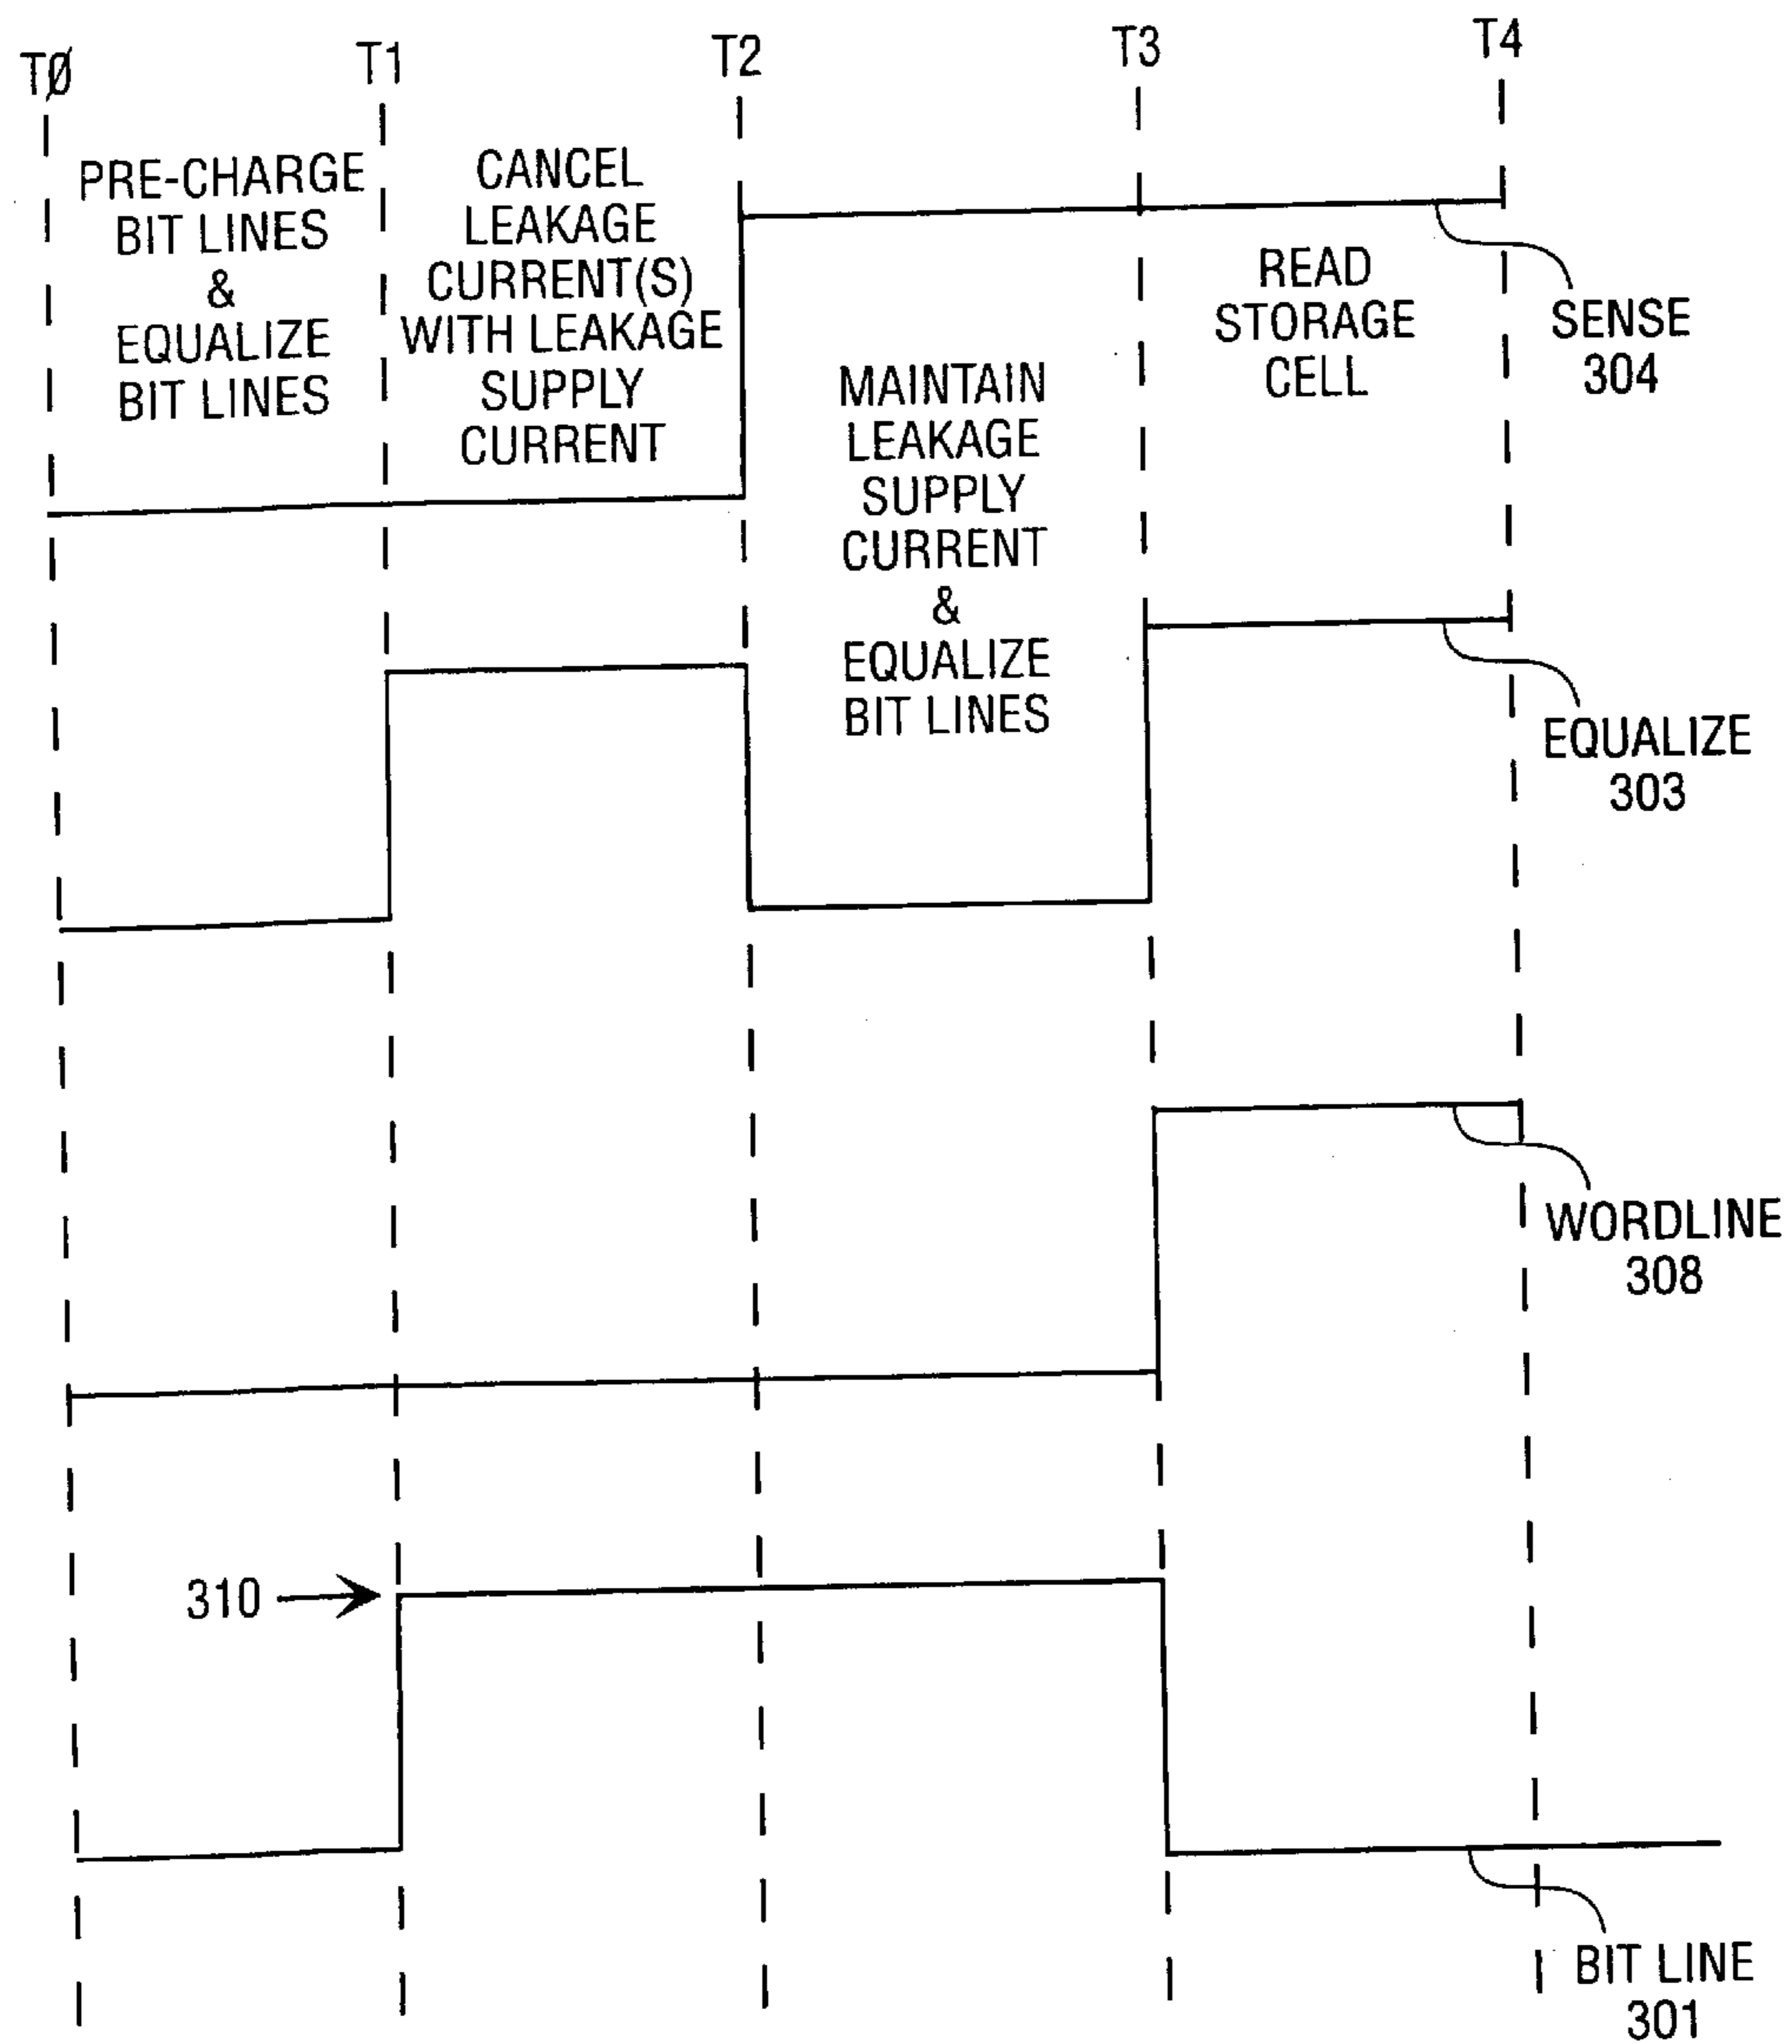 TØ
T1
T2
T3
T4
PRE-CHARGE
BIT LINES
&
EQUALIZE
BIT LINES
CANCEL
LEAKAGE
CURRENT(S)
WITH LEAKAGE
SUPPLY
CURRENT
MAINTAIN
LEAKAGE
SUPPLY
CURRENT
&
EQUALIZE
BIT LINES
READ
STORAGE
CELL
SENSE
304
EQUALIZE
303
WORDLINE
308
310
BIT LINE
301